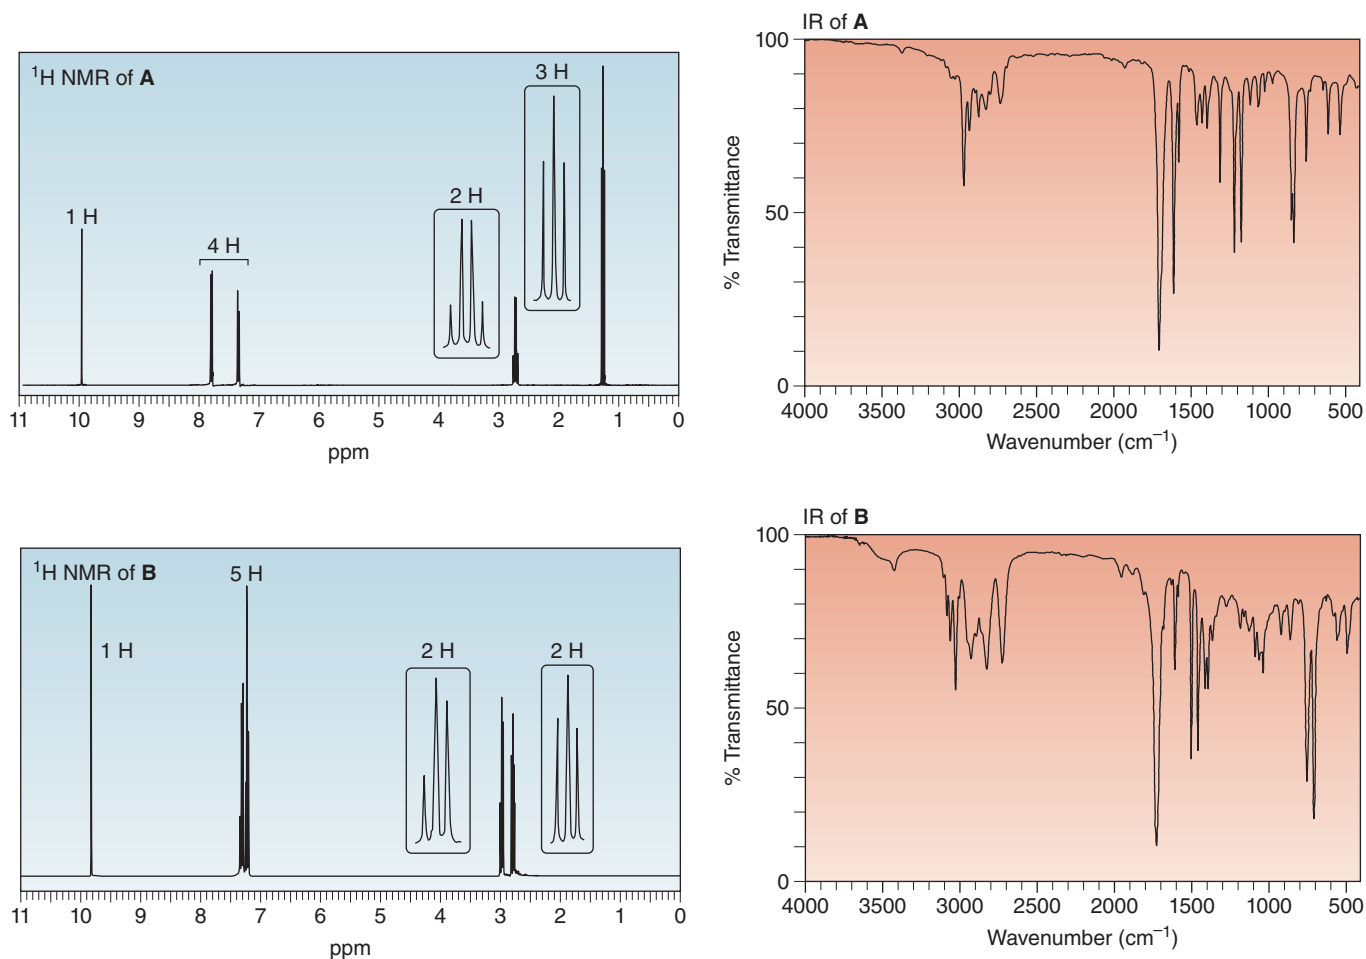 ¹H NMR of A
1 H
4 H
2 H
3 H
11 10 9 8 7 6 5 4 3 2 1 0
ppm
IR of A
100
50
0
% Transmittance
4000 3500 3000 2500 2000 1500 1000 500
Wavenumber (cm⁻¹)
¹H NMR of B
1 H
5 H
2 H
2 H
11 10 9 8 7 6 5 4 3 2 1 0
ppm
IR of B
100
50
0
% Transmittance
4000 3500 3000 2500 2000 1500 1000 500
Wavenumber (cm⁻¹)